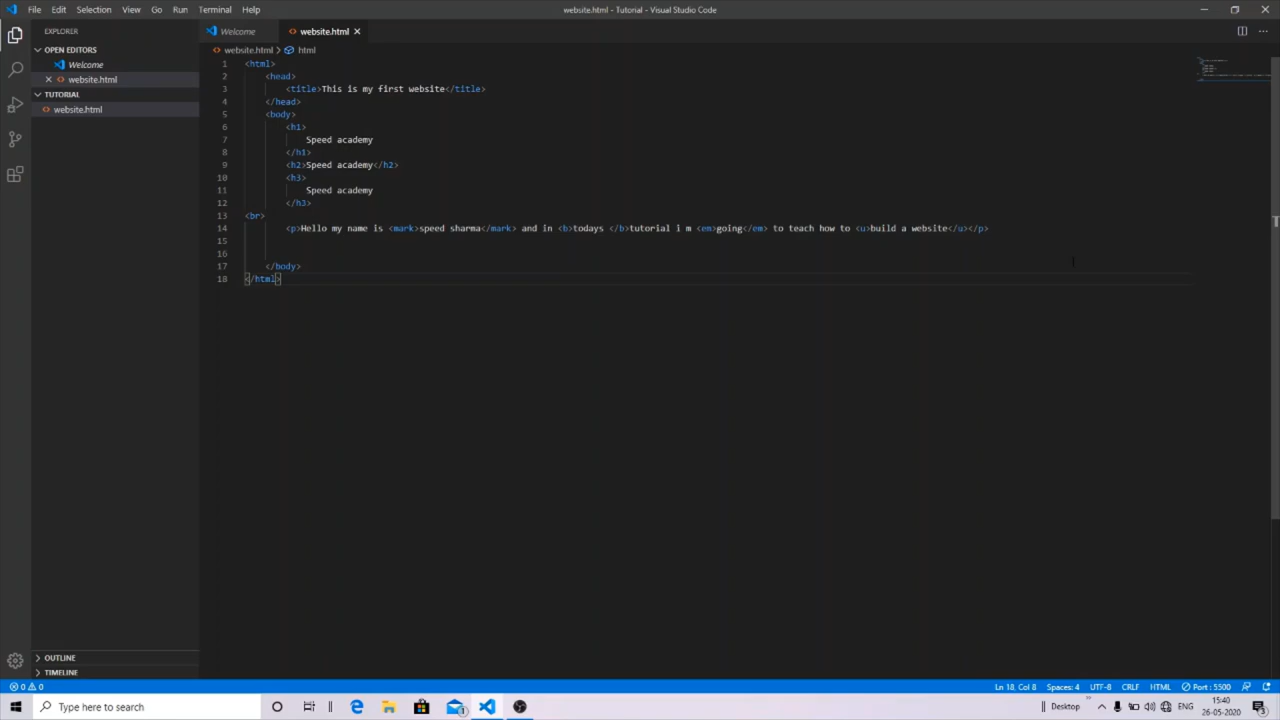 File Edit Selection View Go Run Terminal Help website.html - Tutorial - Visual Studio Code
EXPLORER
OPEN EDITORS
Welcome
website.html
TUTORIAL
website.html
OUTLINE
TIMELINE
Welcome website.html
website.html > html
1 <html>
2 <head>
3 <title>This is my first website</title>
4 </head>
5 <body>
6 <h1>
7 Speed academy
8 </h1>
9 <h2>Speed academy</h2>
10 <h3>
11 Speed academy
12 </h3>
13 <br>
14 <p>Hello my name is <mark>speed sharma</mark> and in <b>todays </b>tutorial i m <em>going</em> to teach how to <u>build a website</u></p>
15
16
17 </body>
18 </html>
0 0 Ln 18, Col 8 Spaces: 4 UTF-8 CRLF HTML Port : 5500
Type here to search 1 Desktop ENG 15:40
26-05-2020 3